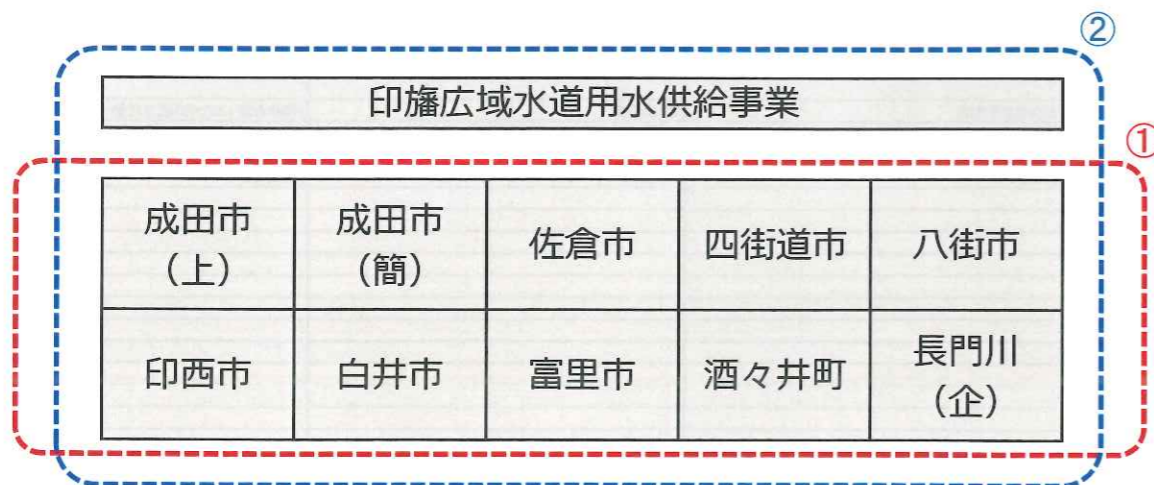 ②
印旛広域水道用水供給事業
①
成田市
（上）
成田市
（簡）
佐倉市
四街道市
八街市
印西市
白井市
富里市
酒々井町
長門川
（企）